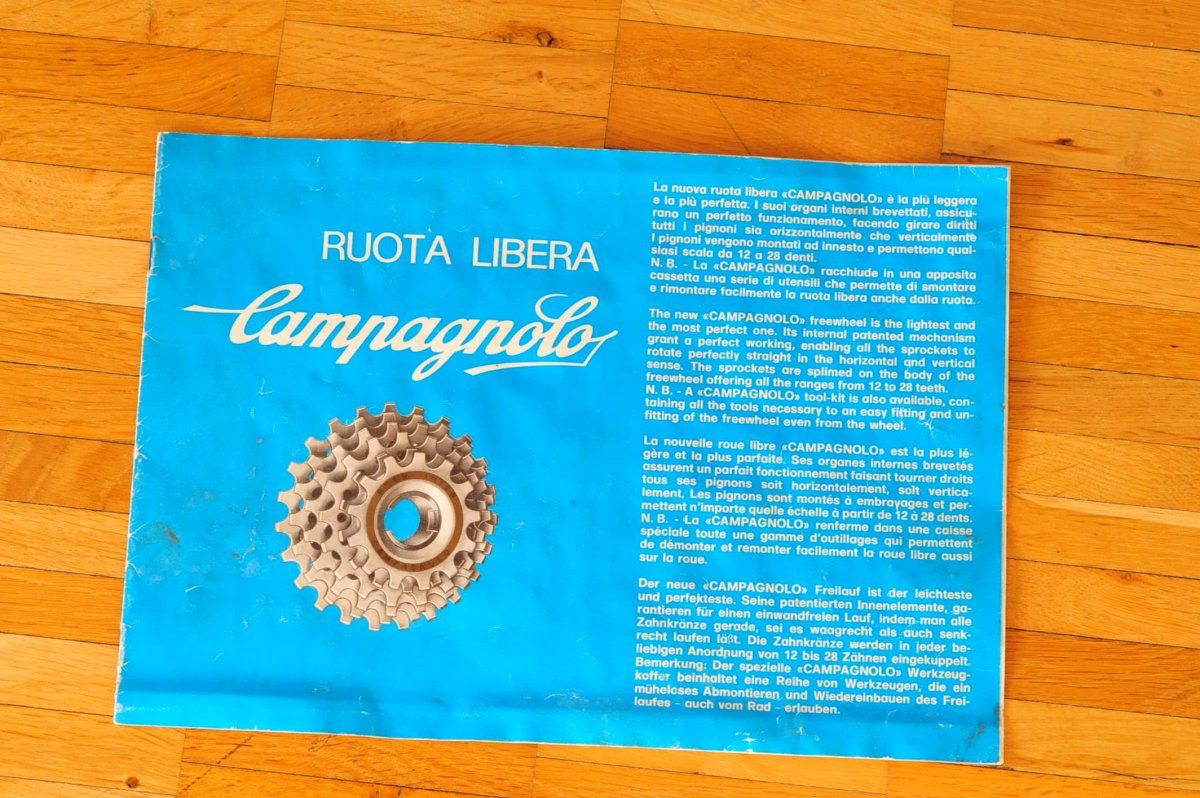 RUOTA LIBERA
Campagnolo
La nuova ruota libera «CAMPAGNOLO» è la più leggera
e la più perfetta. I suoi organi interni brevettati, assicu-
rano un perfetto funzionamento, facendo girare diritti
tutti i pignoni sia orizzontalmente che verticalmente
I pignoni vengono montati ad innesto e permettono qual-
siasi scala da 12 a 28 denti.
N. B. - La «CAMPAGNOLO» racchiude in una apposita
cassetta una serie di utensili che permette di smontare
e rimontare facilmente la ruota libera anche dalla ruota.
The new «CAMPAGNOLO» freewheel is the lightest and
the most perfect one. Its internal patented mechanism
grant a perfect working, enabling all the sprockets to
rotate perfectly straight in the horizontal and vertical
sense. The sprockets are splimed on the body of the
freewheel offering all the ranges from 12 to 28 teeth.
N. B. - A «CAMPAGNOLO» tool-kit is also available, con-
taining all the toois necessary to an easy fitting and un-
fitting of the freewheel even from the wheel.
La nouvelle roue libre «CAMPAGNOLO» est la plus lé-
gère et la plus parfaite. Ses organes internes brevetés
assurent un parfait fonctionnement faisant tourner droits
tous ses pignons soit horizontalement, solt vertica-
lement. Les pignons sont montés à embrayages et per-
mettent n'importe quelle échelle à partir de 12 à 28 dents.
N. B. - La «CAMPAGNOLO» renferme dans une caisse
spéciale toute une gamme d'outillages qui permettent
de démonter et remonter facilement la roue libre aussi
sur la roue.
Der neue «CAMPAGNOLO» Freilauf ist der leichteste
und perfekteste. Seine patentierten Innenelemente, ga-
rantieren für einen einwandfreien Lauf, indem man alle
Zahnkränze gerade, sei es waagrecht als auch senk-
recht laufen läßt. Die Zahnkränze werden in jeder be-
liebigen Anordnung von 12 bis 28 Zähnen eingekuppelt.
Bemerkung: Der spezielle «CAMPAGNOLO» Werkzeug-
koffer beinhaltet eine Reihe von Werkzeugen, die ein
müheloses Abmontieren und Wiedereinbauen des Frei-
laufes - auch vom Rad - erlauben.